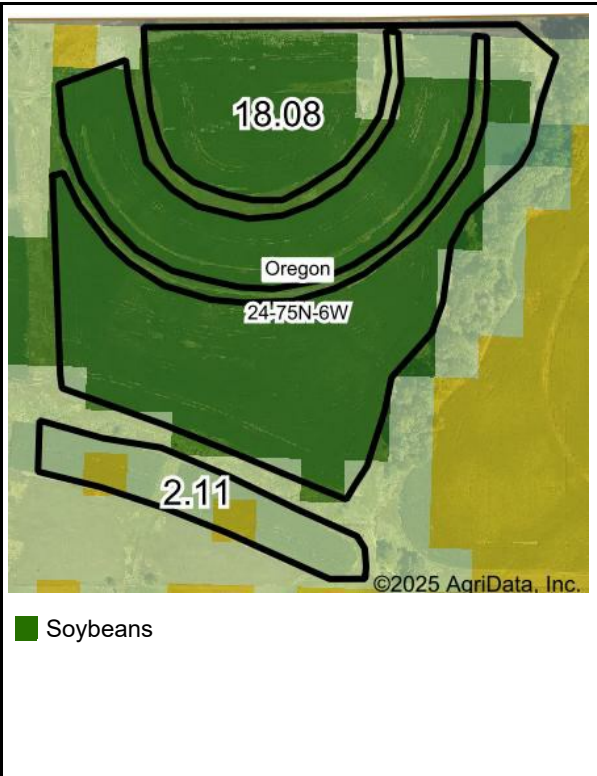 18.08
Oregon
24-75N-6W
2.11
©2025 AgriData, Inc.
Soybeans